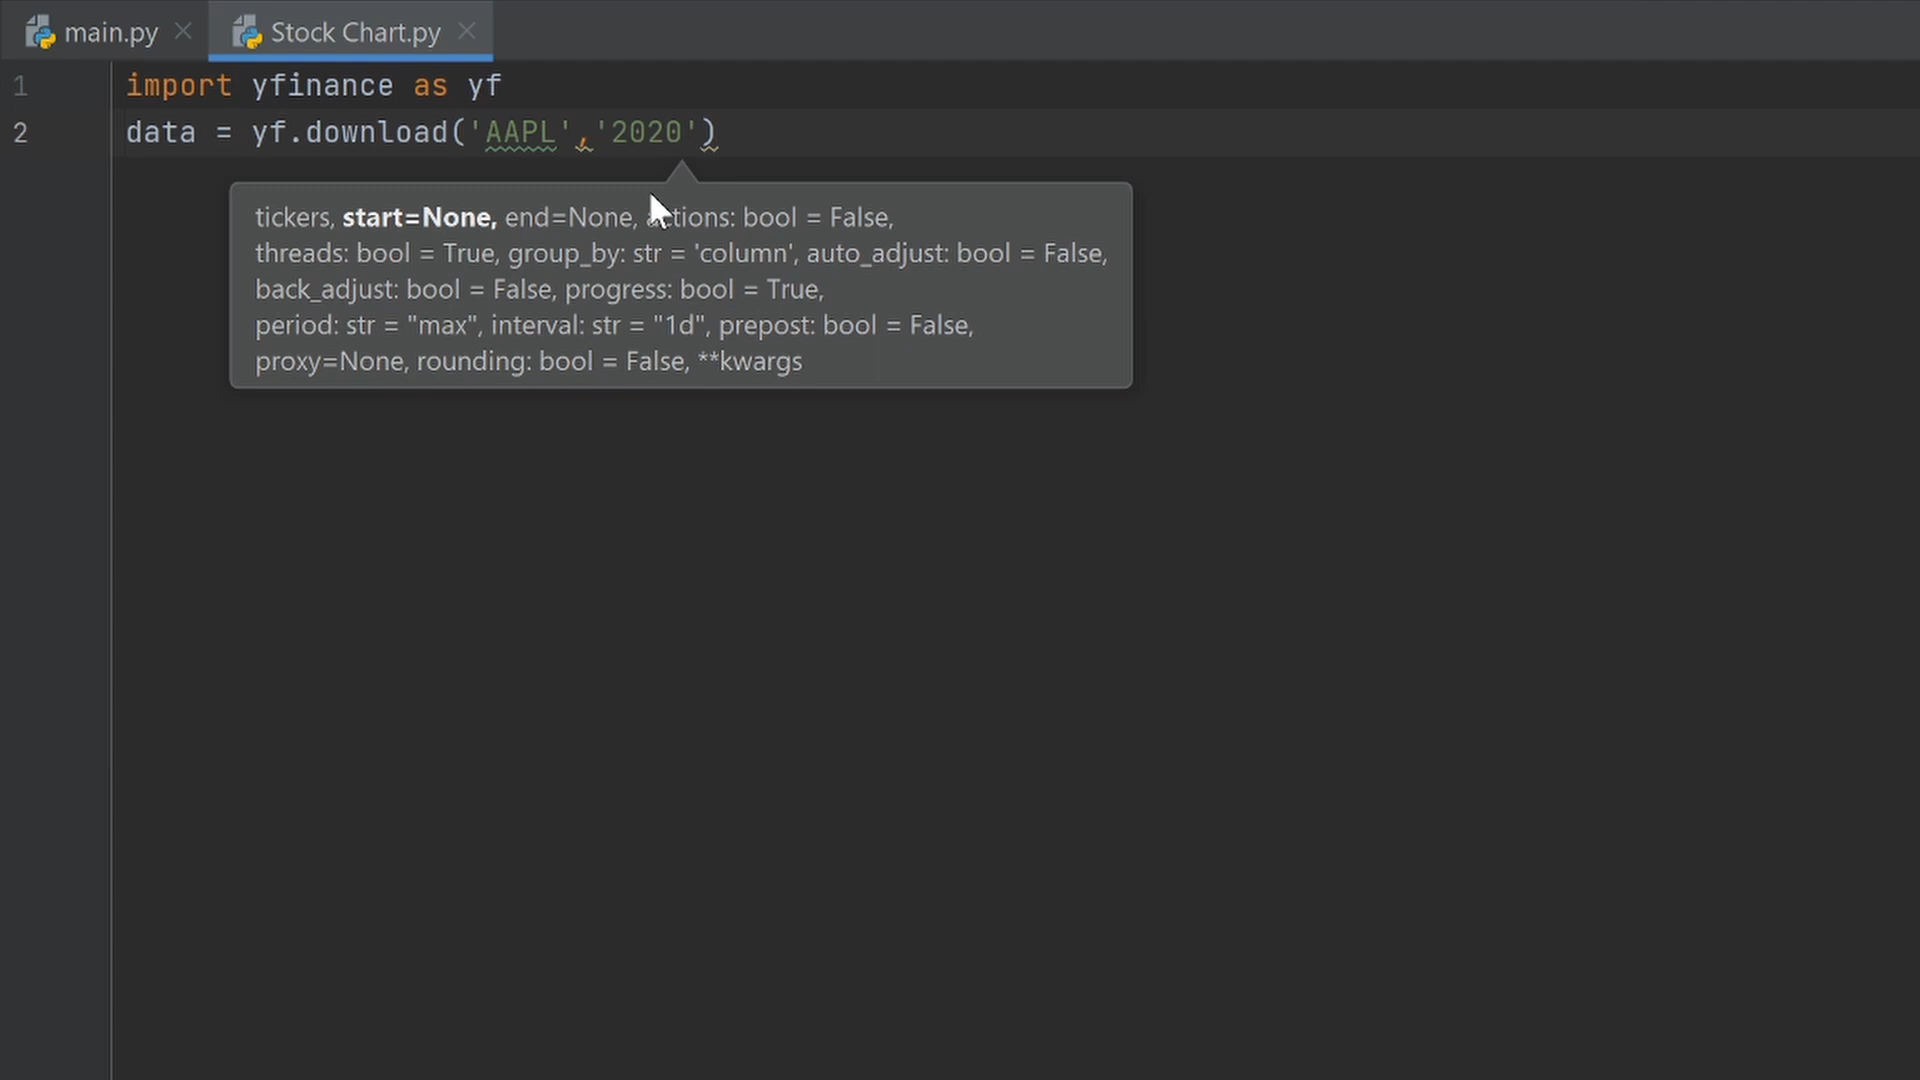 main.py
Stock Chart.py
1 import yfinance as yf
2 data = yf.download('AAPL','2020')
tickers, start=None, end=None, actions: bool = False,
threads: bool = True, group_by: str = 'column', auto_adjust: bool = False,
back_adjust: bool = False, progress: bool = True,
period: str = "max", interval: str = "1d", prepost: bool = False,
proxy=None, rounding: bool = False, **kwargs